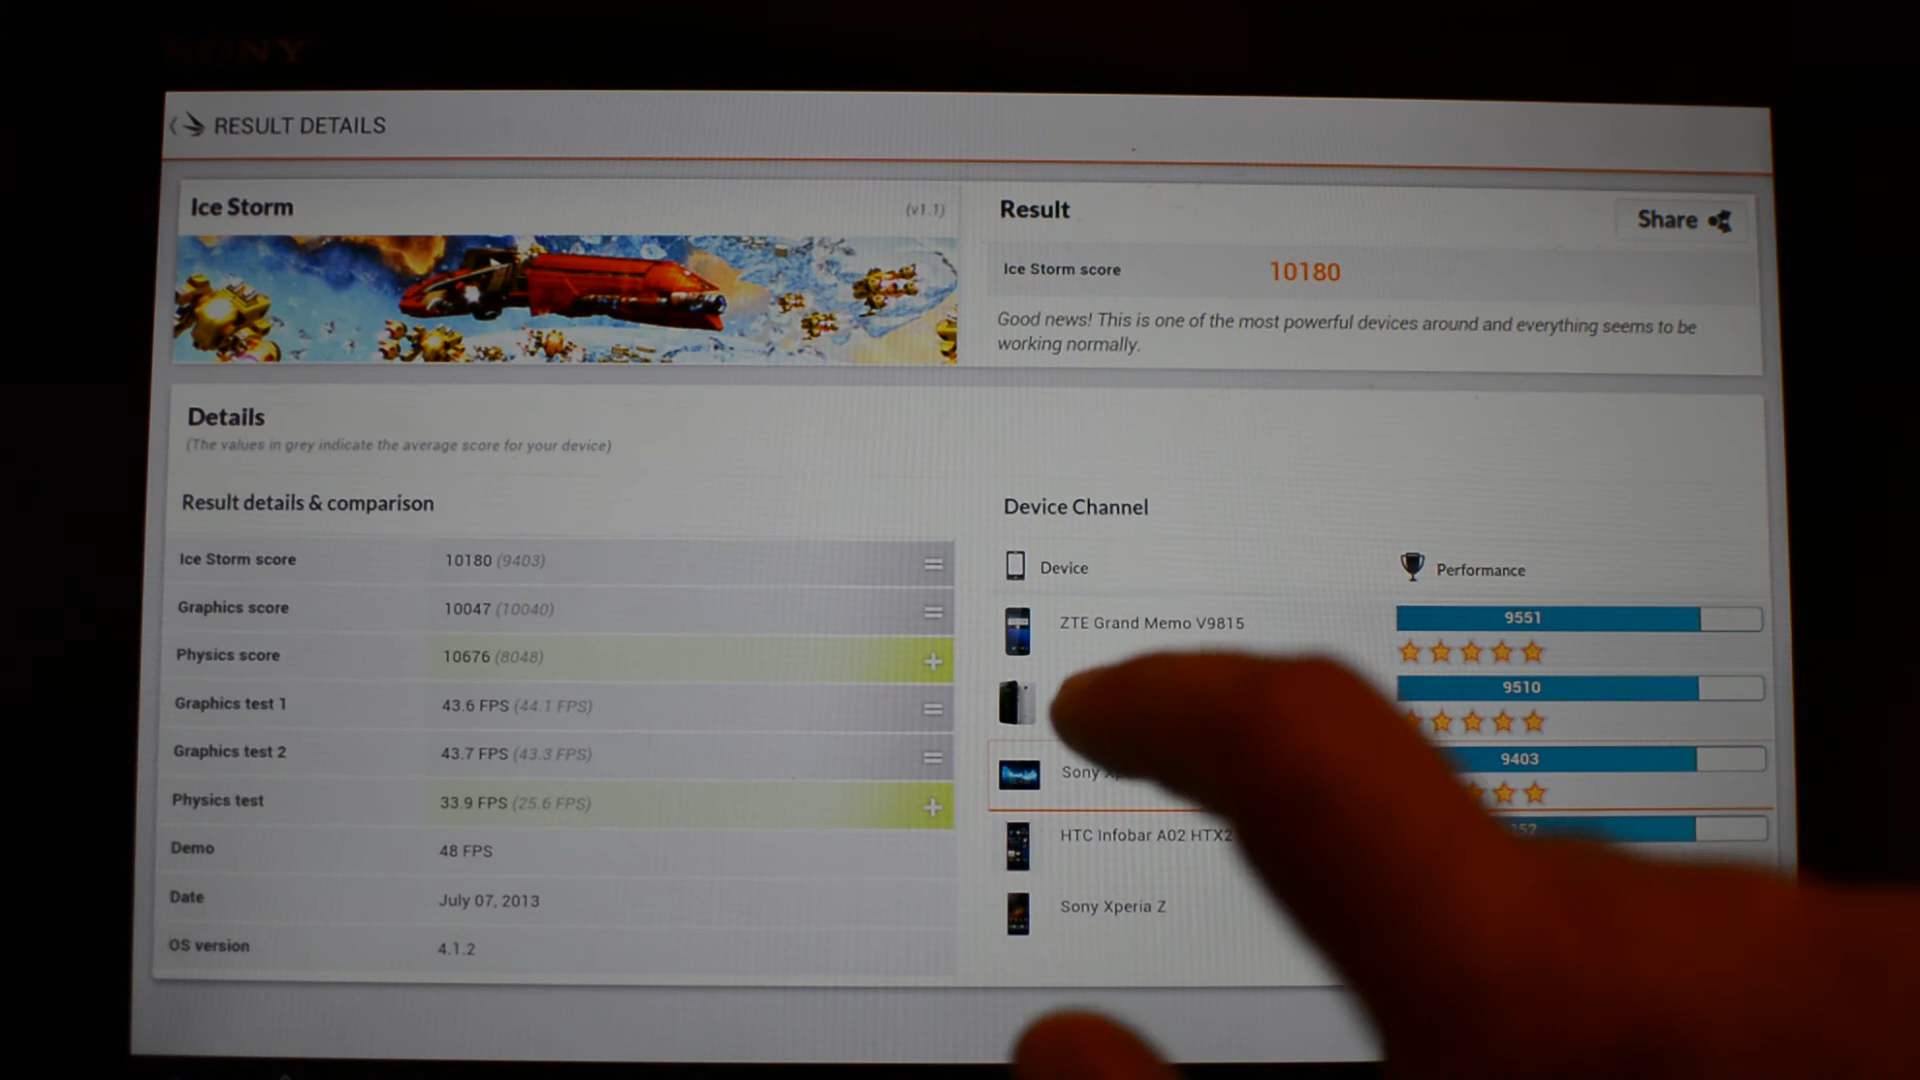 SONY
RESULT DETAILS
Ice Storm
(v1.1)
Result
Share
Ice Storm score
10180
Good news! This is one of the most powerful devices around and everything seems to be
working normally.
Details
(The values in grey indicate the average score for your device)
Result details & comparison
Ice Storm score 10180 (9403)
Graphics score 10047 (10040)
Physics score 10676 (8048)
Graphics test 1 43.6 FPS (44.1 FPS)
Graphics test 2 43.7 FPS (43.3 FPS)
Physics test 33.9 FPS (25.6 FPS)
Demo 48 FPS
Date July 07, 2013
OS version 4.1.2
Device Channel
Device Performance
ZTE Grand Memo V9815 9551
9510
Sony 9403
HTC Infobar A02 HTX2
Sony Xperia Z